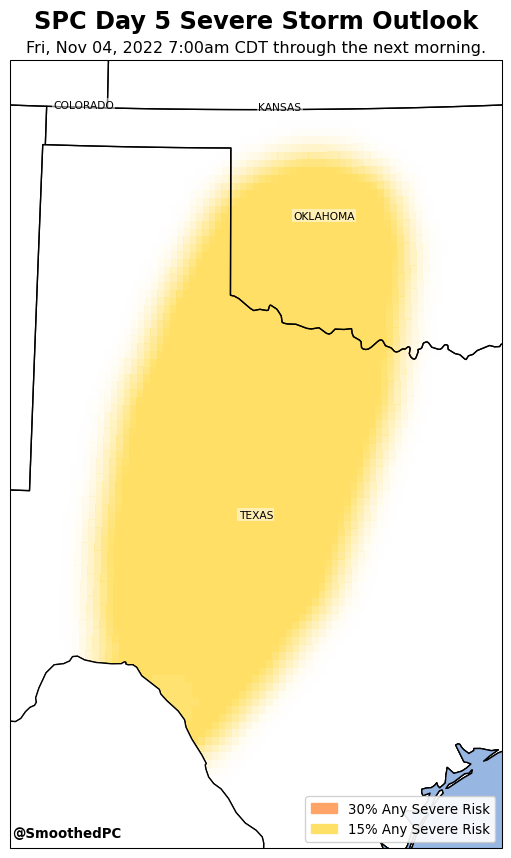 SPC Day 5 Severe Storm Outlook
Fri, Nov 04, 2022 7:00am CDT through the next morning.
COLORADO
KANSAS
OKLAHOMA
TEXAS
30% Any Severe Risk
15% Any Severe Risk
@SmoothedPC